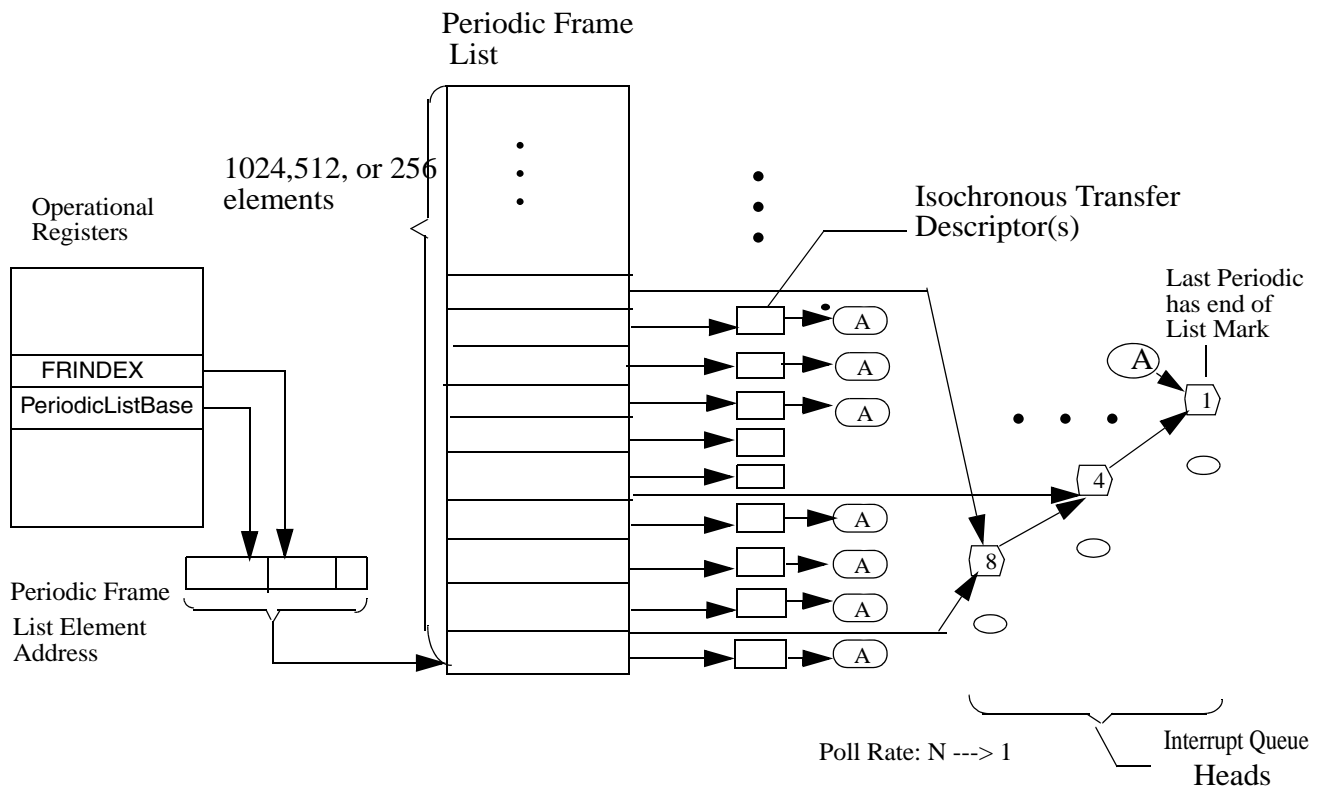 Periodic Frame
List
1024,512, or 256
elements
Operational
Registers
Isochronous Transfer
Descriptor(s)
Last Periodic
has end of
List Mark
FRINDEX
PeriodicListBase
A
A
A
A
1
4
A
8
A
A
A
Periodic Frame
List Element
Address
Poll Rate: N ---> 1
Interrupt Queue
Heads